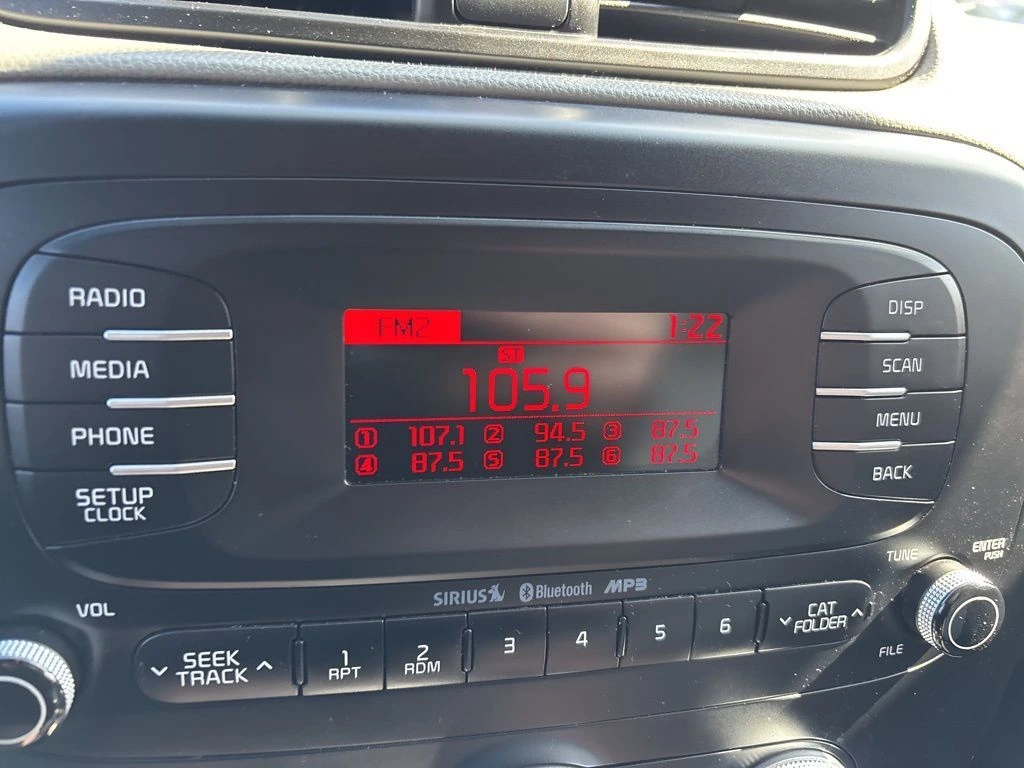 RADIO
MEDIA
PHONE
SETUP
CLOCK
FM2 1:22
ST
105.9
1 107.1 2 94.5 3 87.5
4 87.5 5 87.5 6 87.5
DISP
SCAN
MENU
BACK
SIRIUS Bluetooth MP3
VOL
SEEK
TRACK
1
RPT
2
RDM
3
4
5
6
CAT
FOLDER
TUNE
ENTER
PUSH
FILE